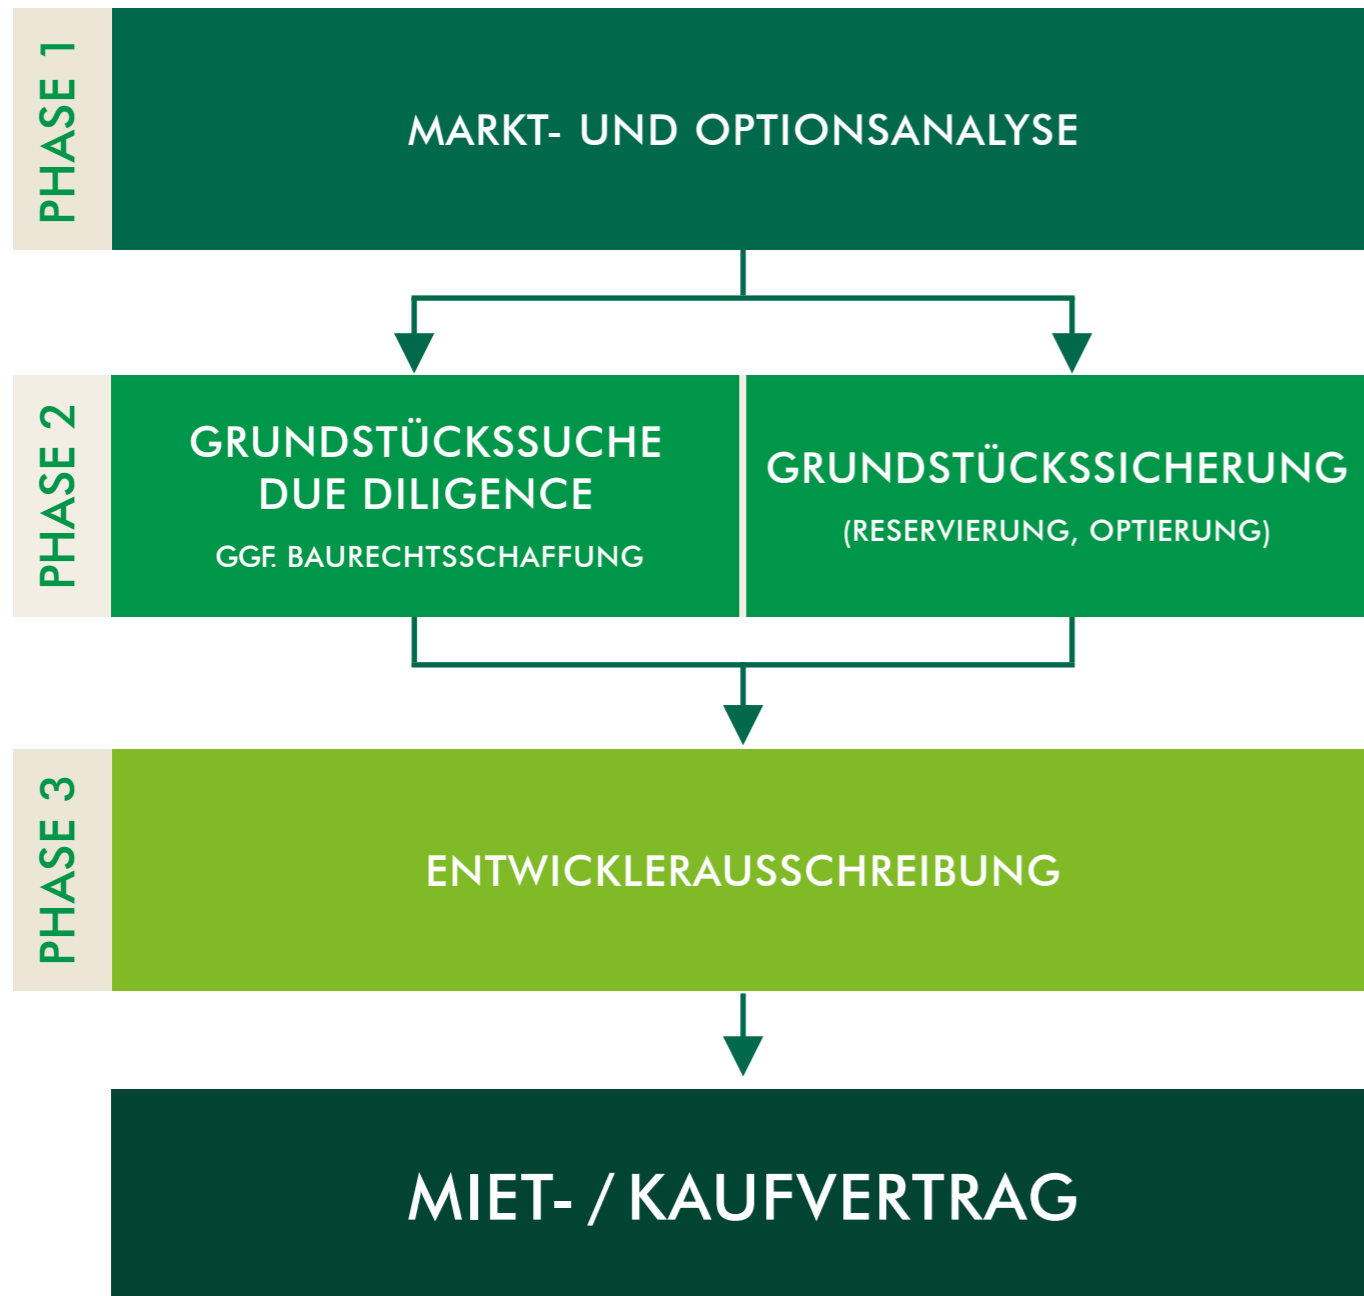 PHASE 1
MARKT- UND OPTIONSANALYSE
PHASE 2
GRUNDSTÜCKSSUCHE
DUE DILIGENCE
GGF. BAURECHTSSCHAFFUNG
GRUNDSTÜCKSSICHERUNG
(RESERVIERUNG, OPTIERUNG)
PHASE 3
ENTWICKLERAUSSCHREIBUNG
MIET- / KAUFVERTRAG